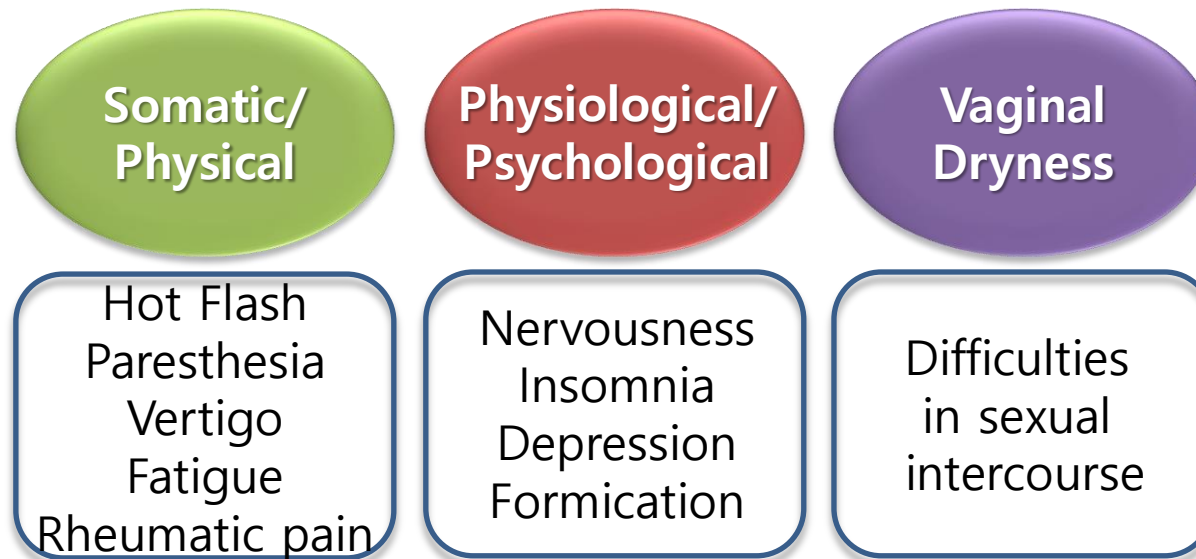 Somatic/
Physical
Hot Flash
Paresthesia
Vertigo
Fatigue
Rheumatic pain
Physiological/
Psychological
Nervousness
Insomnia
Depression
Formication
Vaginal
Dryness
Difficulties
in sexual
intercourse